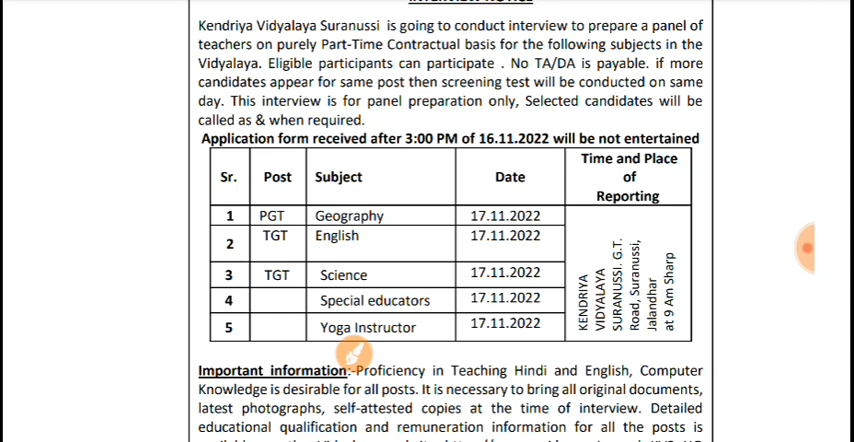 INTERVIEW NOTICE
Kendriya Vidyalaya Suranussi is going to conduct interview to prepare a panel of
teachers on purely Part-Time Contractual basis for the following subjects in the
Vidyalaya. Eligible participants can participate . No TA/DA is payable. if more
candidates appear for same post then screening test will be conducted on same
day. This interview is for panel preparation only, Selected candidates will be
called as & when required.
Application form received after 3:00 PM of 16.11.2022 will be not entertained
Sr. Post Subject Date Time and Place of Reporting
1 PGT Geography 17.11.2022
2 TGT English 17.11.2022
3 TGT Science 17.11.2022
4 Special educators 17.11.2022
5 Yoga Instructor 17.11.2022
KENDRIYA
VIDYALAYA
SURANUSSI. G.T.
Road, Suranussi,
Jalandhar
at 9 Am Sharp
Important information:-Proficiency in Teaching Hindi and English, Computer
Knowledge is desirable for all posts. It is necessary to bring all original documents,
latest photographs, self-attested copies at the time of interview. Detailed
educational qualification and remuneration information for all the posts is